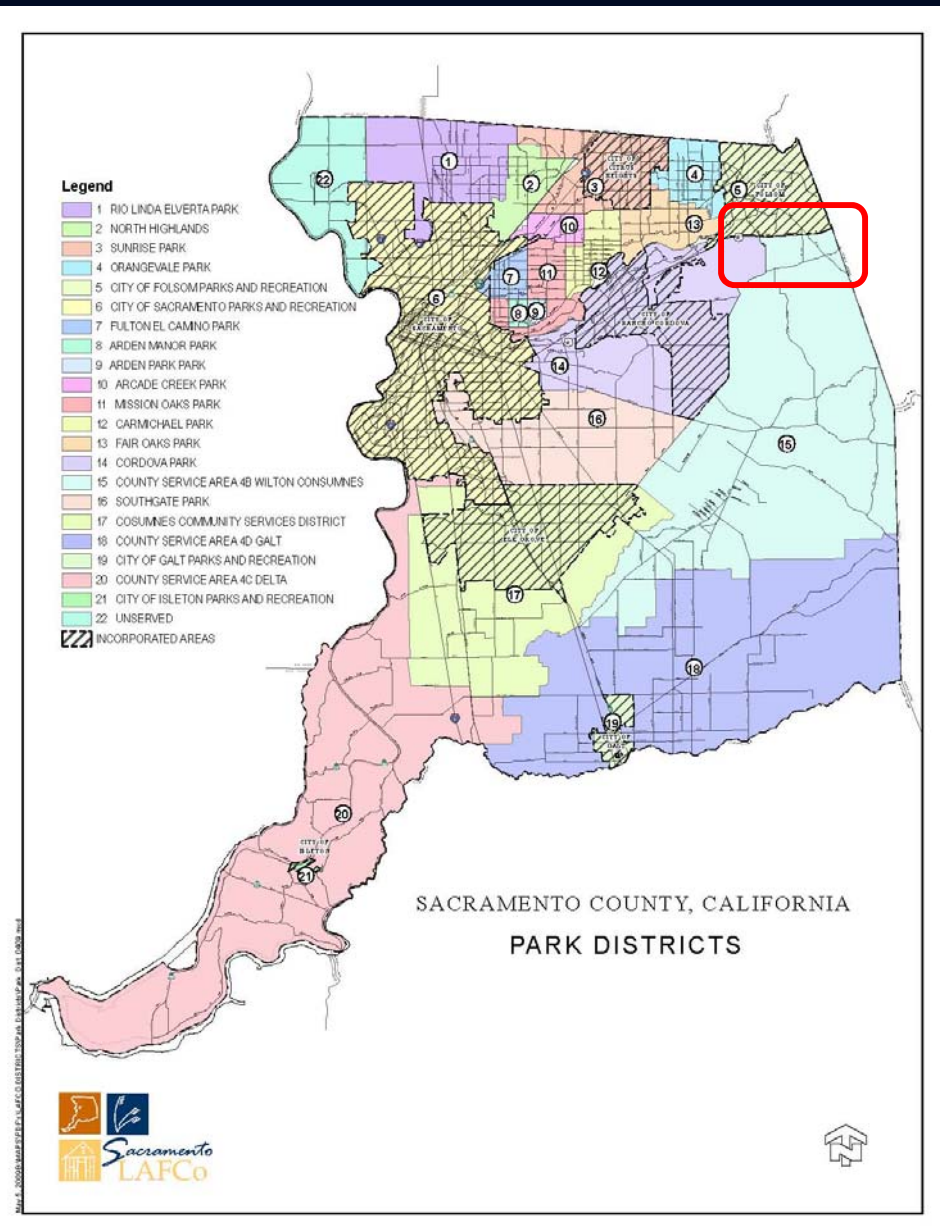 Legend
1 RIO LINDA ELVERTA PARK
2 NORTH HIGHLANDS
3 SUNRISE PARK
4 ORANGEVALE PARK
5 CITY OF FOLSOM PARKS AND RECREATION
6 CITY OF SACRAMENTO PARKS AND RECREATION
7 FULTON EL CAMINO PARK
8 ARDEN MANOR PARK
9 ARDEN PARK PARK
10 ARCADE CREEK PARK
11 MISSION OAKS PARK
12 CARMICHAEL PARK
13 FAIR OAKS PARK
14 CORDOVA PARK
15 COUNTY SERVICE AREA 4B WILTON CONSUMNES
16 SOUTHGATE PARK
17 COSUMNES COMMUNITY SERVICES DISTRICT
18 COUNTY SERVICE AREA 4D GALT
19 CITY OF GALT PARKS AND RECREATION
20 COUNTY SERVICE AREA 4C DELTA
21 CITY OF ISLETON PARKS AND RECREATION
22 UNSERVED
INCORPORATED AREAS
22
1
2
3
CITY OF
CITRUS
HEIGHTS
4
5
CITY OF
FOLSOM
13
10
12
11
7
8
9
6
CITY OF
SACRAMENTO
CITY OF
RANCHO CORDOVA
14
16
15
CITY OF
ELK GROVE
17
18
19
CITY OF
GALT
20
CITY OF
ISLETON
21
SACRAMENTO COUNTY, CALIFORNIA
PARK DISTRICTS
Sacramento
LAFCo
N